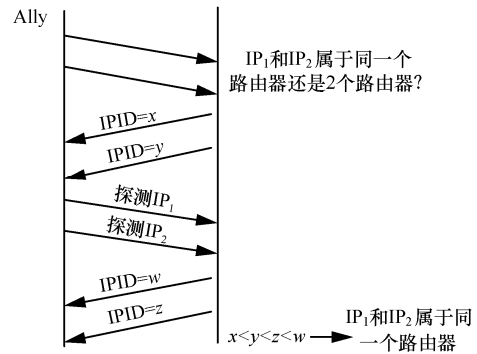 Ally
IP₁和IP₂属于同一个
路由器还是2个路由器？
IPID=x
IPID=y
探测IP₁
探测IP₂
IPID=w
IPID=z
x<y<z<w
IP₁和IP₂属于同
一个路由器